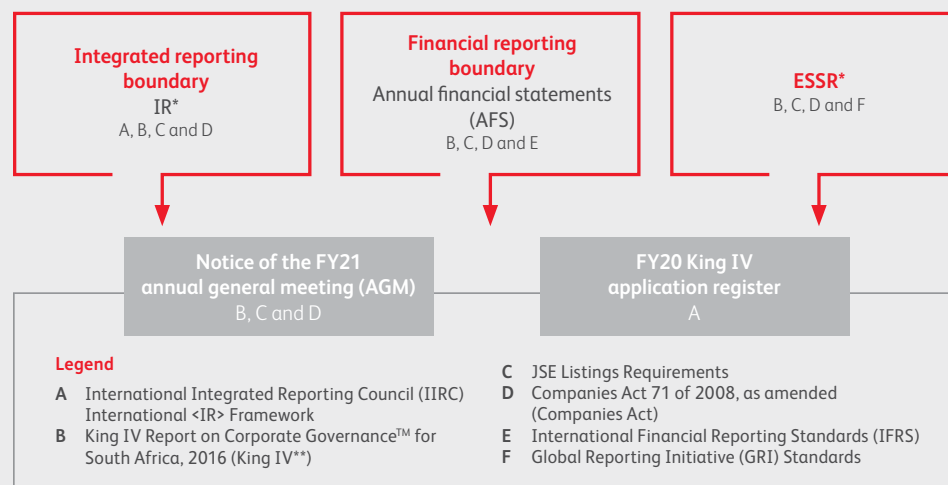 Integrated reporting
boundary
IR*
A, B, C and D
Financial reporting
boundary
Annual financial statements
(AFS)
B, C, D and E
ESSR*
B, C, D and F
Notice of the FY21
annual general meeting (AGM)
B, C and D
FY20 King IV
application register
A
Legend
A International Integrated Reporting Council (IIRC)
International <IR> Framework
B King IV Report on Corporate Governance™ for
South Africa, 2016 (King IV**)
C JSE Listings Requirements
D Companies Act 71 of 2008, as amended
(Companies Act)
E International Financial Reporting Standards (IFRS)
F Global Reporting Initiative (GRI) Standards